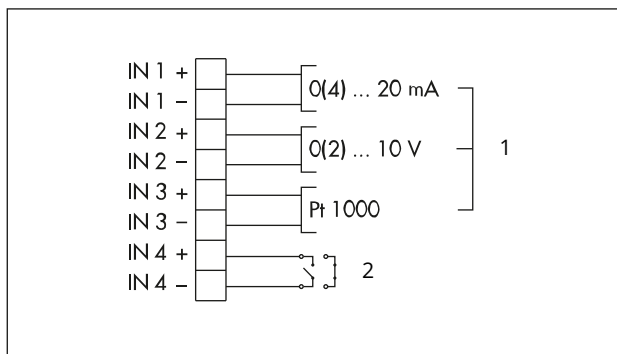 IN 1 +
0(4) ... 20 mA
IN 1 –
IN 2 +
0(2) ... 10 V
1
IN 2 –
IN 3 +
Pt 1000
IN 3 –
IN 4 +
2
IN 4 –